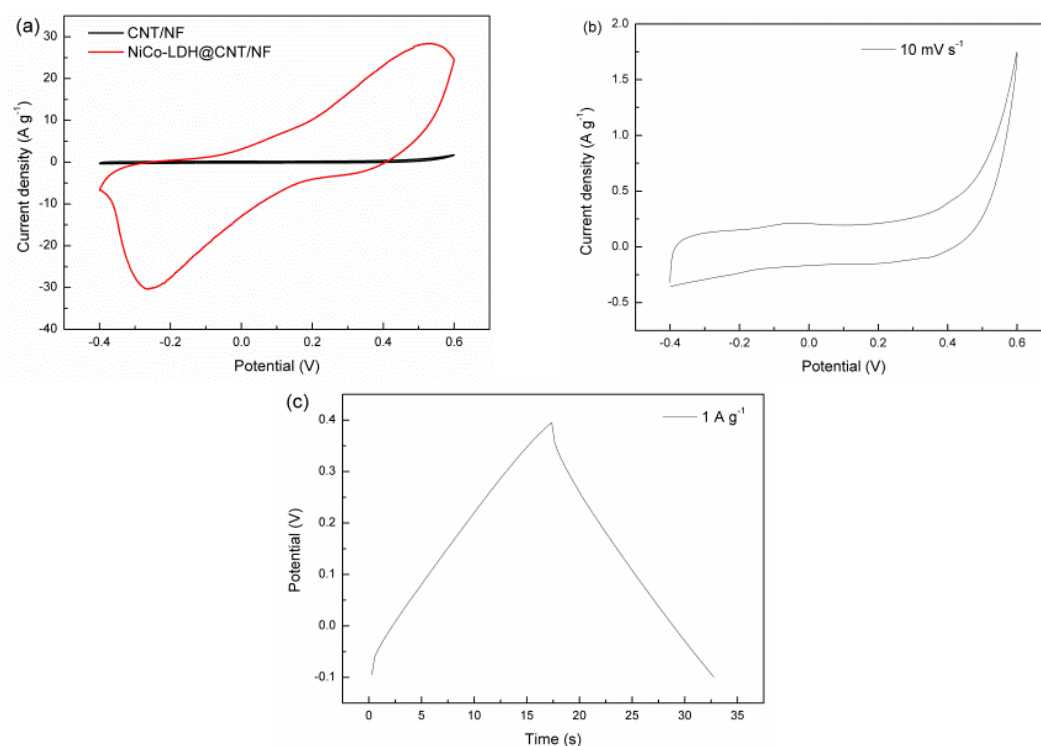 (a)
CNT/NF
NiCo-LDH@CNT/NF
Current density (A g⁻¹)
30
20
10
0
-10
-20
-30
-40
-0.4 -0.2 0.0 0.2 0.4 0.6
Potential (V)
(b)
10 mV s⁻¹
Current density (A g⁻¹)
2.0
1.5
1.0
0.5
0.0
-0.5
-0.4 -0.2 0.0 0.2 0.4 0.6
Potential (V)
(c)
1 A g⁻¹
Potential (V)
0.4
0.3
0.2
0.1
0.0
-0.1
0 5 10 15 20 25 30 35
Time (s)